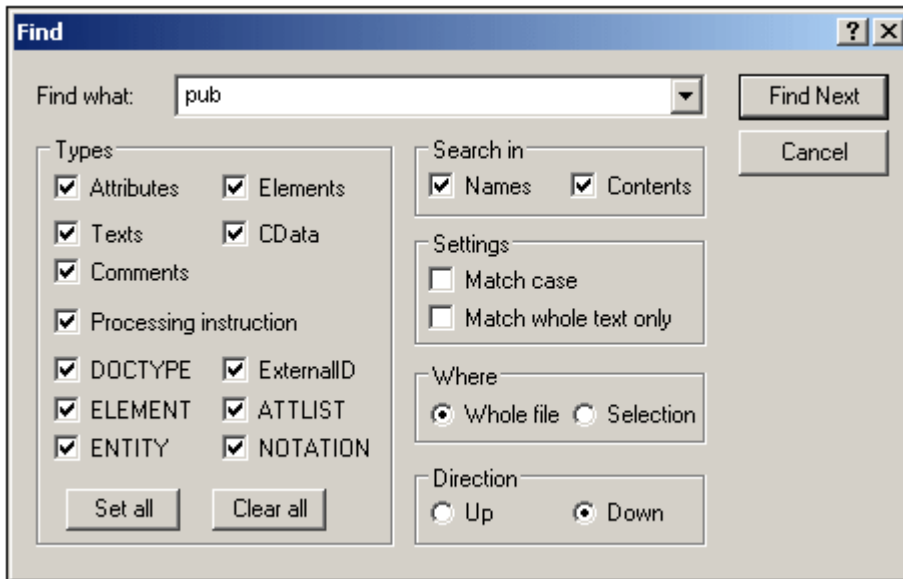 Find
Find what: pub
Find Next
Cancel
Types
Attributes Elements
Texts CData
Comments
Processing instruction
DOCTYPE ExternalID
ELEMENT ATTLIST
ENTITY NOTATION
Set all Clear all
Search in
Names Contents
Settings
Match case
Match whole text only
Where
Whole file Selection
Direction
Up Down